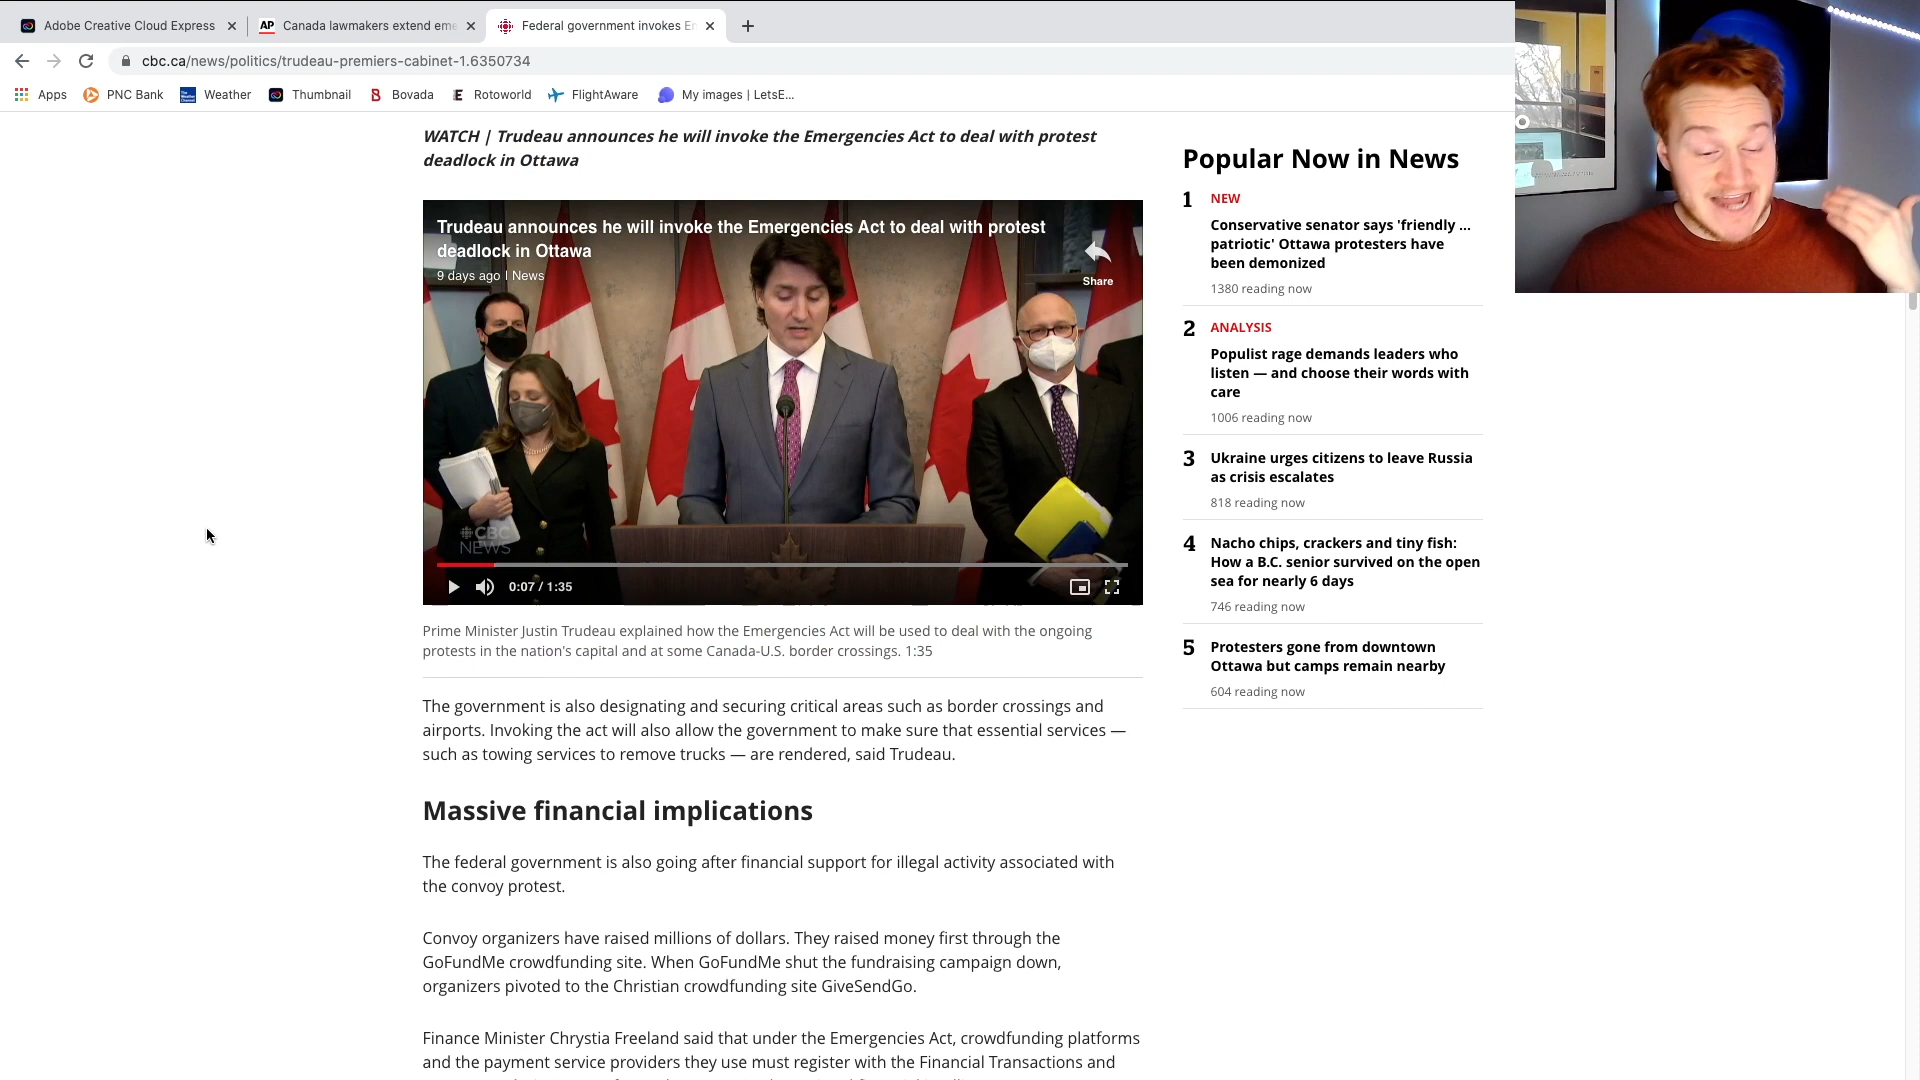 Adobe Creative Cloud Express
AP Canada lawmakers extend eme
Federal government invokes En
cbc.ca/news/politics/trudeau-premiers-cabinet-1.6350734
Apps PNC Bank Weather Thumbnail Bovada Rotoworld FlightAware My images | LetsE...
WATCH | Trudeau announces he will invoke the Emergencies Act to deal with protest
deadlock in Ottawa
Trudeau announces he will invoke the Emergencies Act to deal with protest
deadlock in Ottawa
9 days ago | News
Share
CBC
NEWS
0:07 / 1:35
Prime Minister Justin Trudeau explained how the Emergencies Act will be used to deal with the ongoing
protests in the nation's capital and at some Canada-U.S. border crossings. 1:35
The government is also designating and securing critical areas such as border crossings and
airports. Invoking the act will also allow the government to make sure that essential services —
such as towing services to remove trucks — are rendered, said Trudeau.
Massive financial implications
The federal government is also going after financial support for illegal activity associated with
the convoy protest.
Convoy organizers have raised millions of dollars. They raised money first through the
GoFundMe crowdfunding site. When GoFundMe shut the fundraising campaign down,
organizers pivoted to the Christian crowdfunding site GiveSendGo.
Finance Minister Chrystia Freeland said that under the Emergencies Act, crowdfunding platforms
and the payment service providers they use must register with the Financial Transactions and
Popular Now in News
1 NEW
Conservative senator says 'friendly ...
patriotic' Ottawa protesters have
been demonized
1380 reading now
2 ANALYSIS
Populist rage demands leaders who
listen — and choose their words with
care
1006 reading now
3 Ukraine urges citizens to leave Russia
as crisis escalates
818 reading now
4 Nacho chips, crackers and tiny fish:
How a B.C. senior survived on the open
sea for nearly 6 days
746 reading now
5 Protesters gone from downtown
Ottawa but camps remain nearby
604 reading now